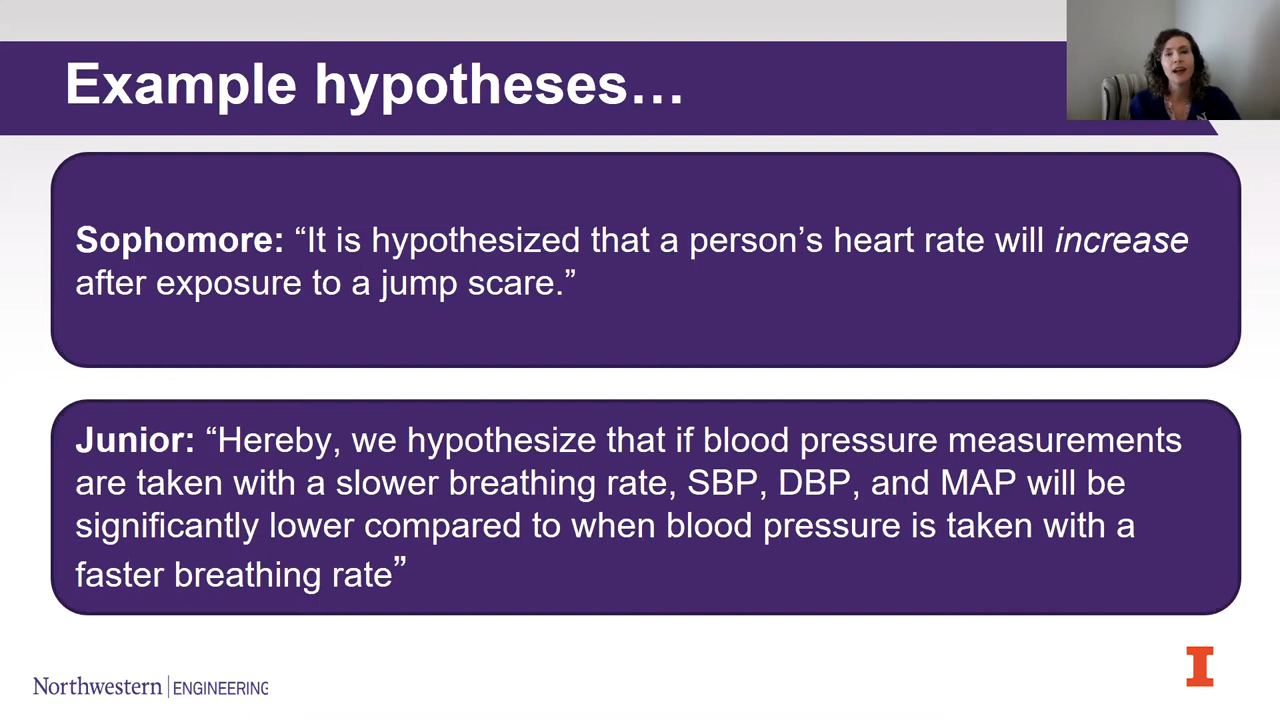 Example hypotheses…
Sophomore: “It is hypothesized that a person’s heart rate will increase
after exposure to a jump scare.”
Junior: “Hereby, we hypothesize that if blood pressure measurements
are taken with a slower breathing rate, SBP, DBP, and MAP will be
significantly lower compared to when blood pressure is taken with a
faster breathing rate”
Northwestern | ENGINEERING
I